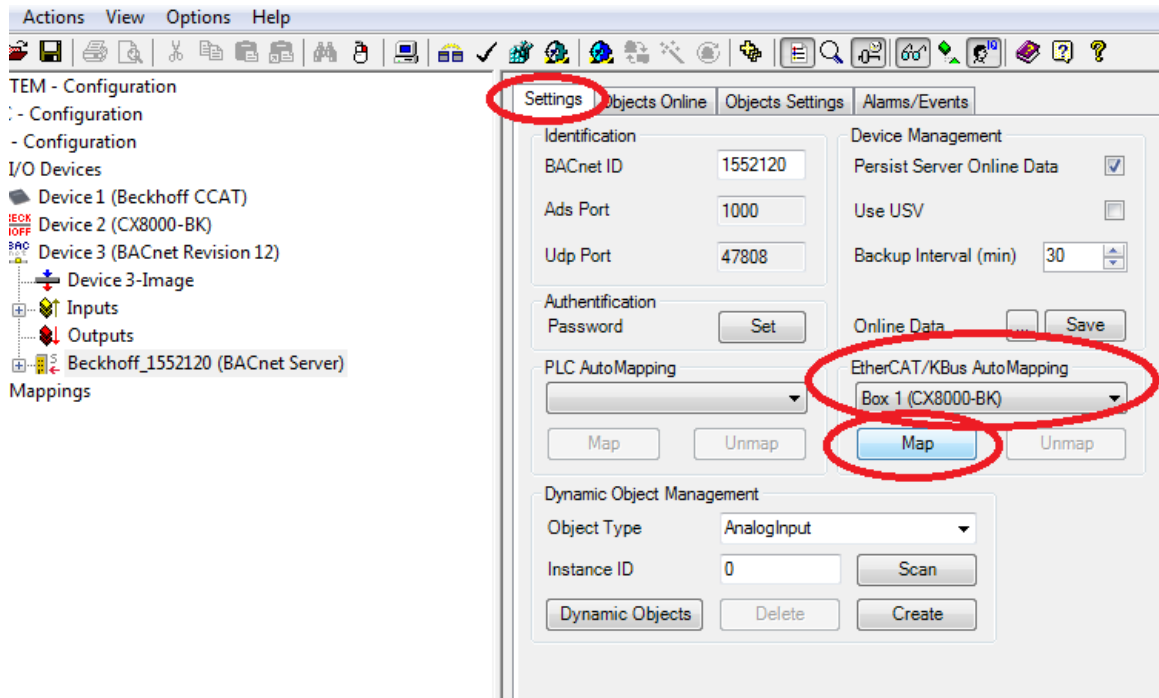 Actions View Options Help
TEM - Configuration
- Configuration
- Configuration
I/O Devices
Device 1 (Beckhoff CCAT)
Device 2 (CX8000-BK)
Device 3 (BACnet Revision 12)
Device 3-Image
Inputs
Outputs
Beckhoff_1552120 (BACnet Server)
Mappings
Settings Objects Online Objects Settings Alarms/Events
Identification
BACnet ID 1552120
Ads Port 1000
Udp Port 47808
Device Management
Persist Server Online Data
Use USV
Backup Interval (min) 30
Online Data ... Save
Authentification
Password Set
PLC AutoMapping
Map Unmap
EtherCAT/KBus AutoMapping
Box 1 (CX8000-BK)
Map Unmap
Dynamic Object Management
Object Type AnalogInput
Instance ID 0 Scan
Dynamic Objects Delete Create